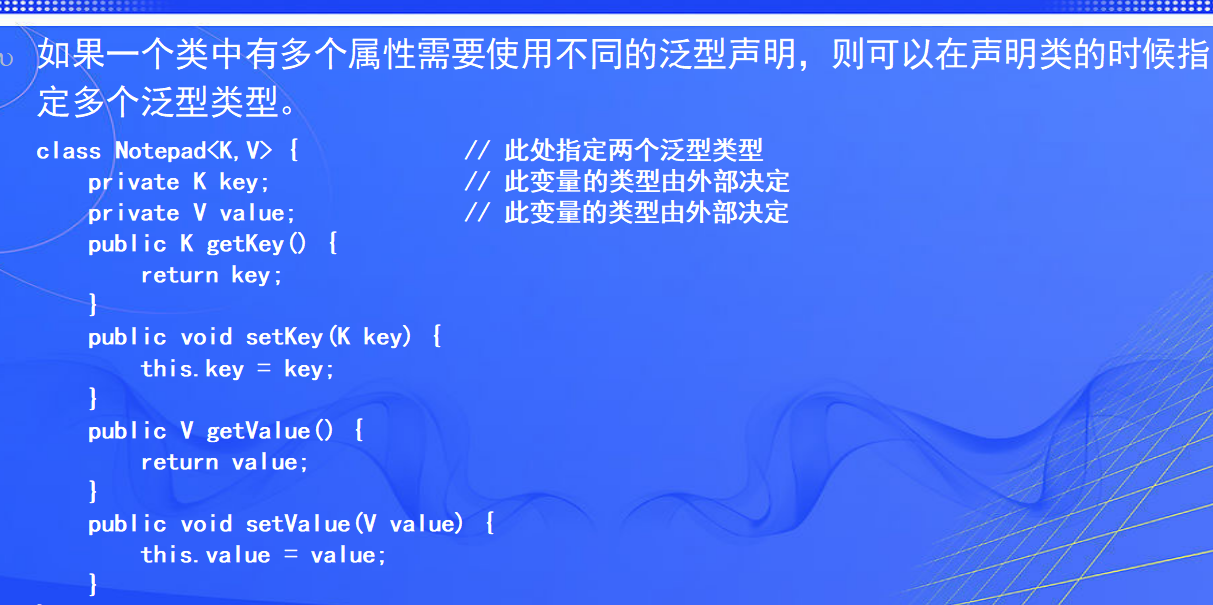 如果一个类中有多个属性需要使用不同的泛型声明，则可以在声明类的时候指
定多个泛型类型。
class Notepad<K,V> {    // 此处指定两个泛型类型
    private K key;    // 此变量的类型由外部决定
    private V value;    // 此变量的类型由外部决定
    public K getKey() {
        return key;
    }
    public void setKey(K key) {
        this.key = key;
    }
    public V getValue() {
        return value;
    }
    public void setValue(V value) {
        this.value = value;
    }